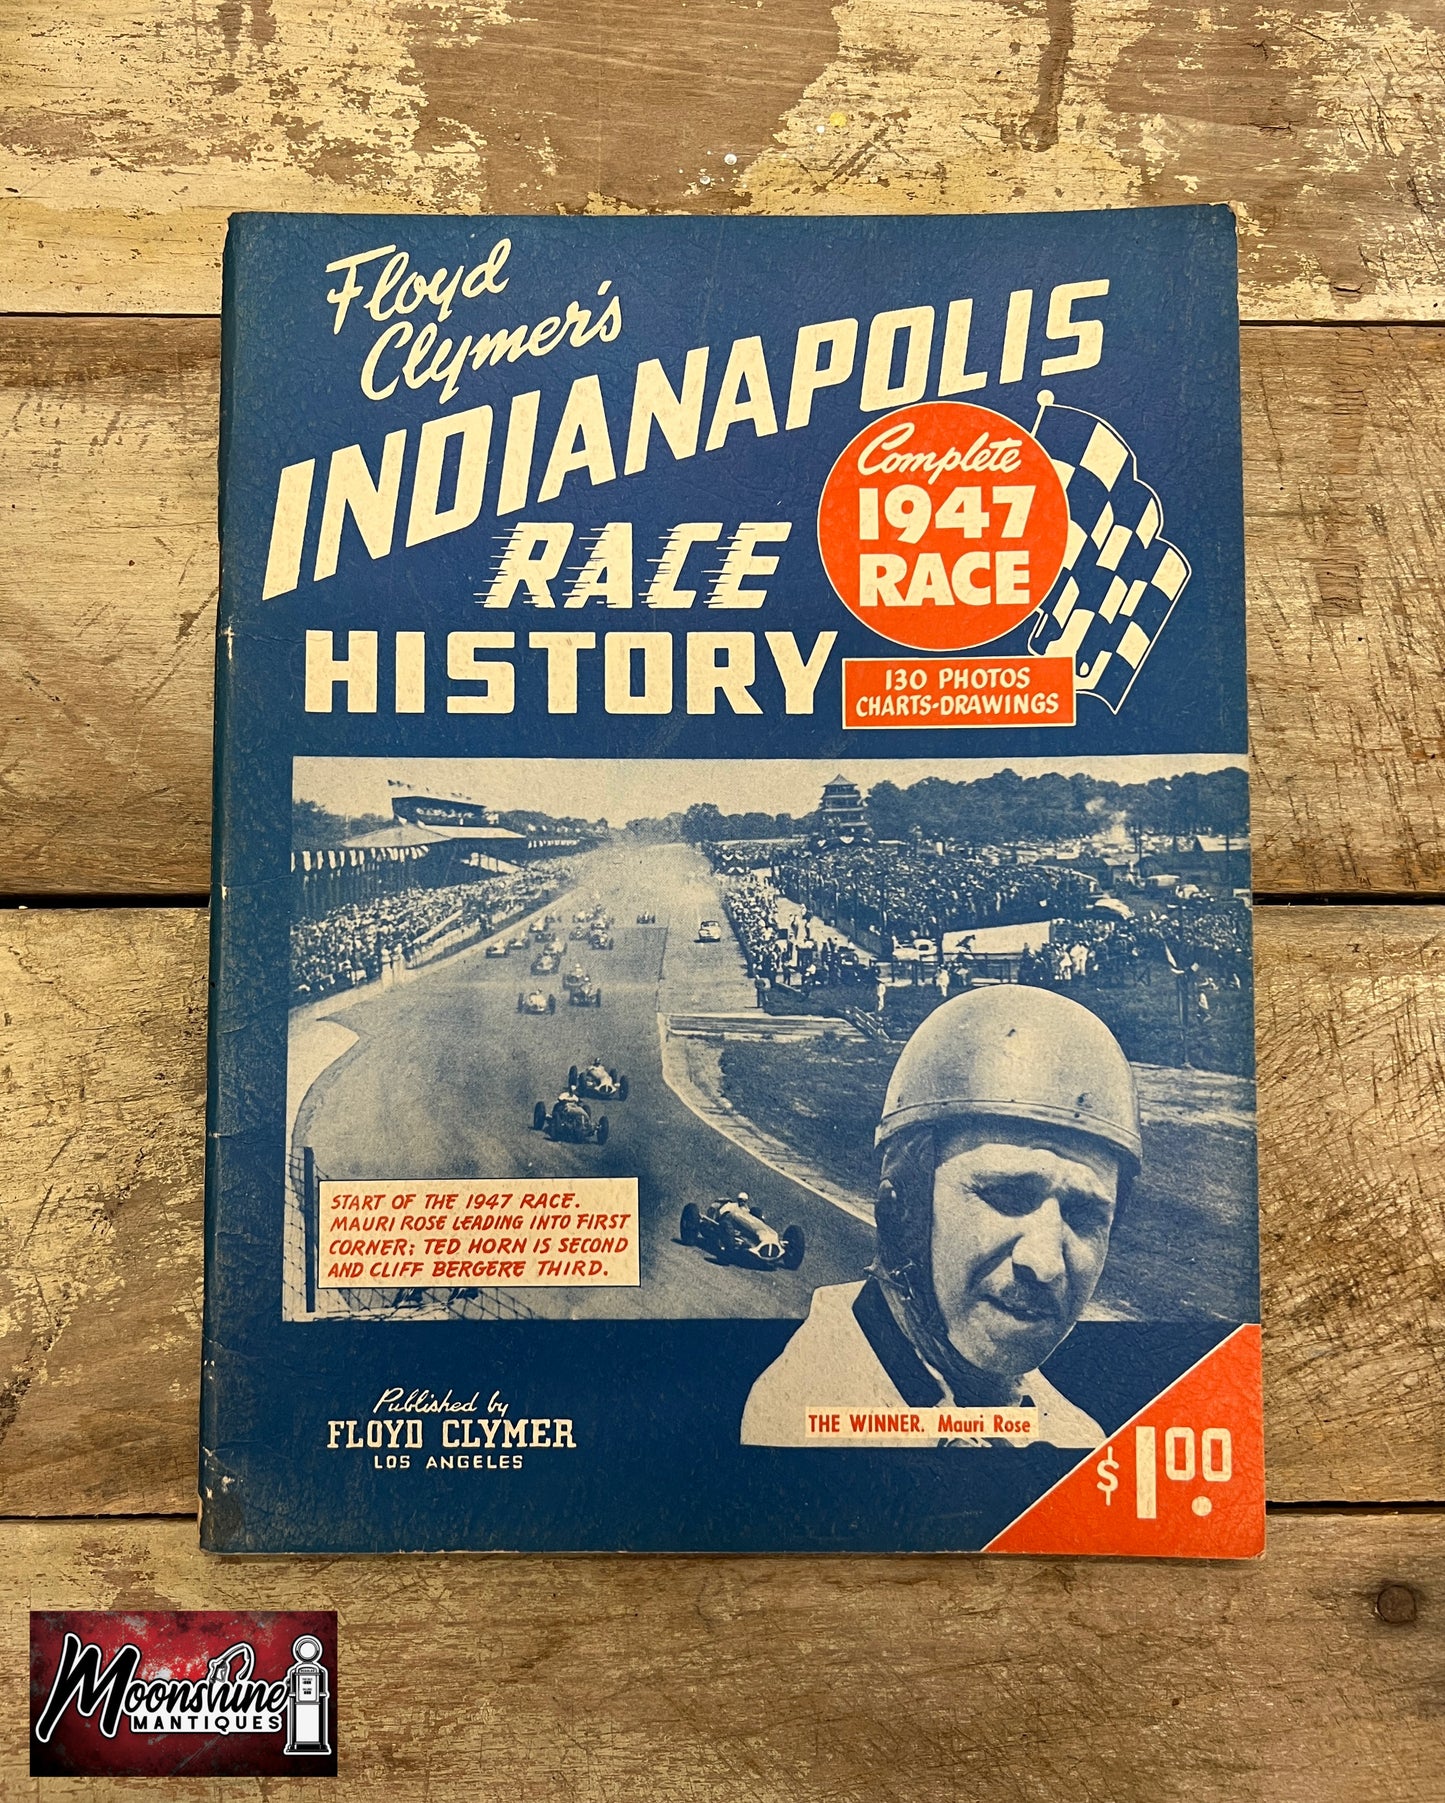 Floyd
Clymer's
INDIANAPOLIS
RACE
HISTORY
Complete
1947
RACE
130 PHOTOS
CHARTS-DRAWINGS
START OF THE 1947 RACE.
MAURI ROSE LEADING INTO FIRST
CORNER; TED HORN IS SECOND
AND CLIFF BERGERE THIRD.
THE WINNER. Mauri Rose
Published by
FLOYD CLYMER
LOS ANGELES
$1.00
Moonshine
MANTIQUES